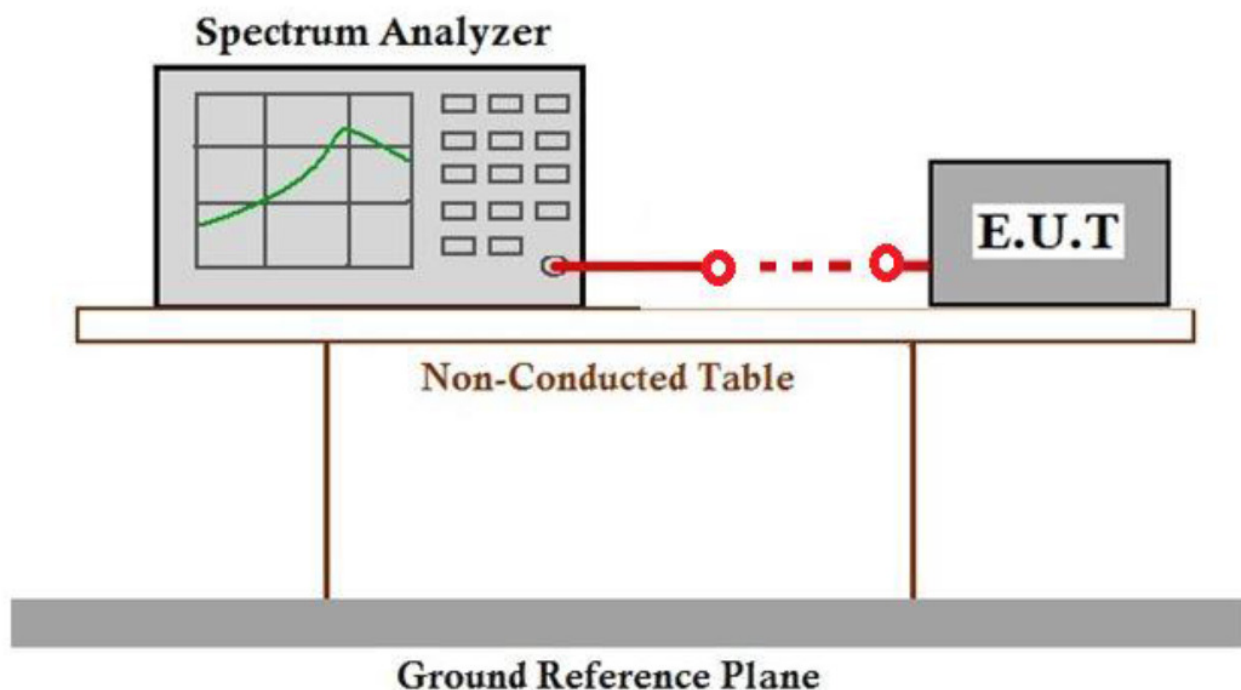 Spectrum Analyzer
E.U.T
Non-Conducted Table
Ground Reference Plane